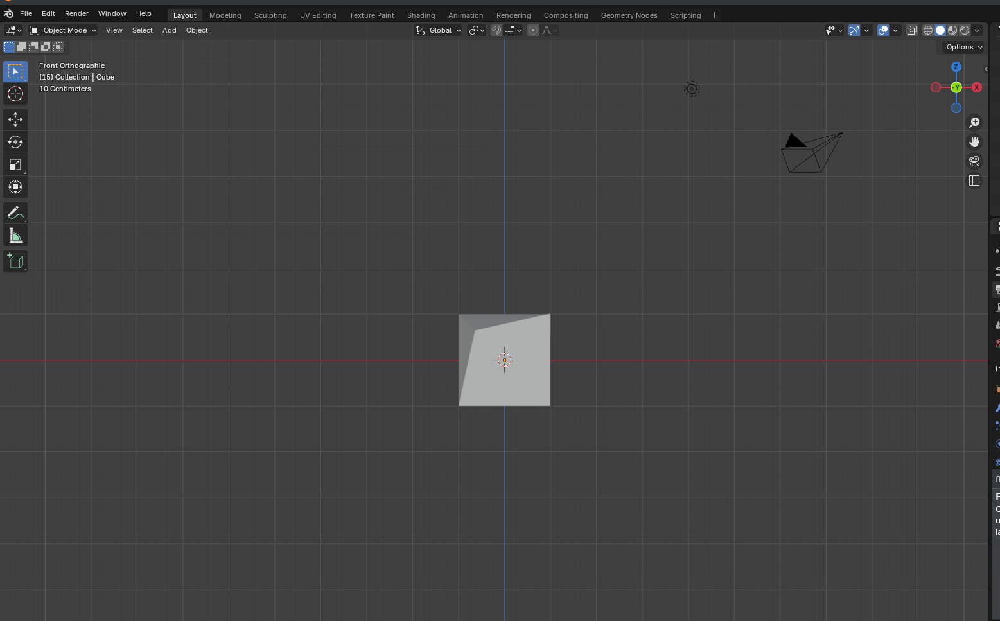 File Edit Render Window Help Layout Modeling Sculpting UV Editing Texture Paint Shading Animation Rendering Compositing Geometry Nodes Scripting
Object Mode View Select Add Object Global
Options
Front Orthographic
(15) Collection | Cube
10 Centimeters
Z
-Y X